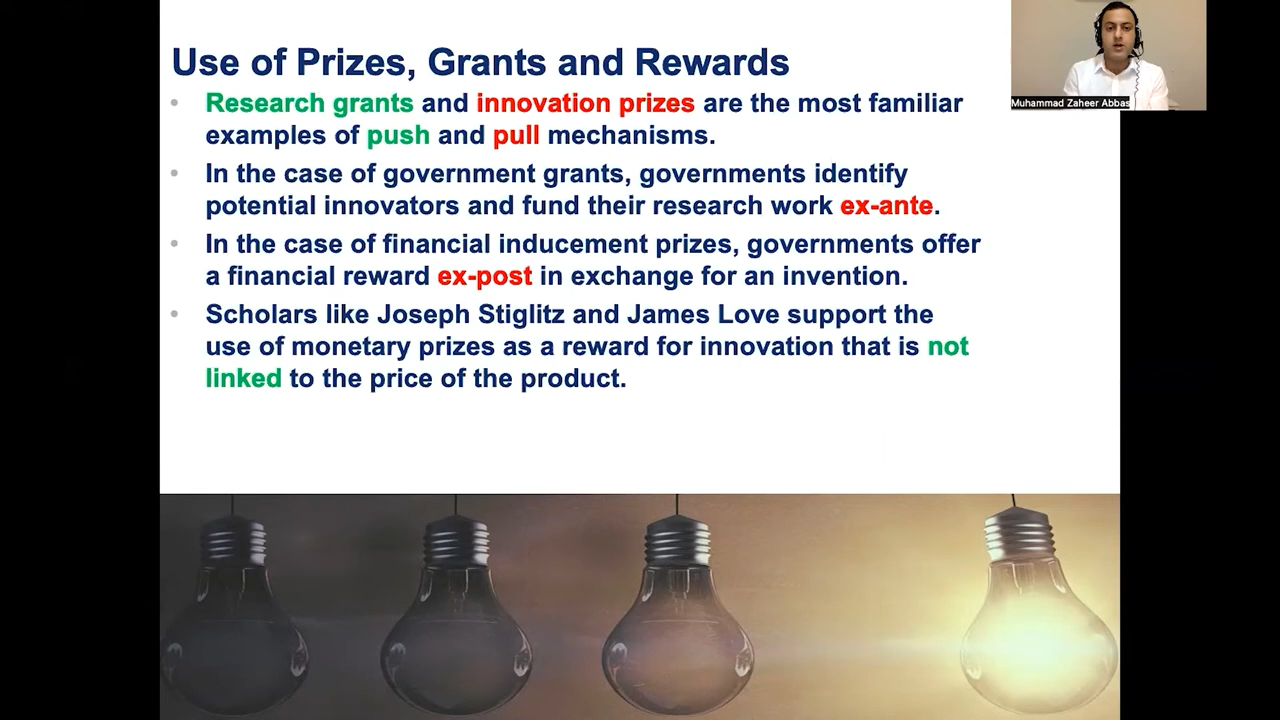 Use of Prizes, Grants and Rewards
• Research grants and innovation prizes are the most familiar
examples of push and pull mechanisms.
• In the case of government grants, governments identify
potential innovators and fund their research work ex-ante.
• In the case of financial inducement prizes, governments offer
a financial reward ex-post in exchange for an invention.
• Scholars like Joseph Stiglitz and James Love support the
use of monetary prizes as a reward for innovation that is not
linked to the price of the product.
Muhammad Zaheer Abbas